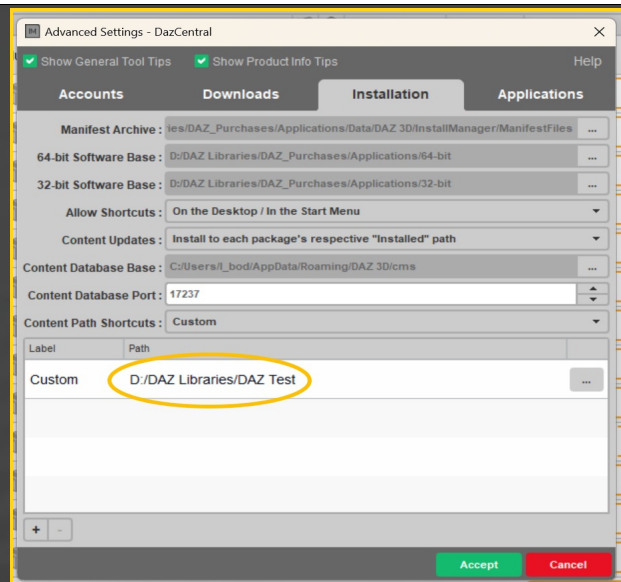 IM Advanced Settings - DazCentral
Show General Tool Tips Show Product Info Tips Help
Accounts Downloads Installation Applications
Manifest Archive : ies/DAZ_Purchases/Applications/Data/DAZ 3D/InstallManager/ManifestFiles ...
64-bit Software Base : D:/DAZ Libraries/DAZ_Purchases/Applications/64-bit ...
32-bit Software Base : D:/DAZ Libraries/DAZ_Purchases/Applications/32-bit ...
Allow Shortcuts : On the Desktop / In the Start Menu
Content Updates : Install to each package's respective "Installed" path
Content Database Base : C:/Users/l_bod/AppData/Roaming/DAZ 3D/cms ...
Content Database Port : 17237
Content Path Shortcuts : Custom
Label Path
Custom D:/DAZ Libraries/DAZ Test ...
+ -
Accept Cancel